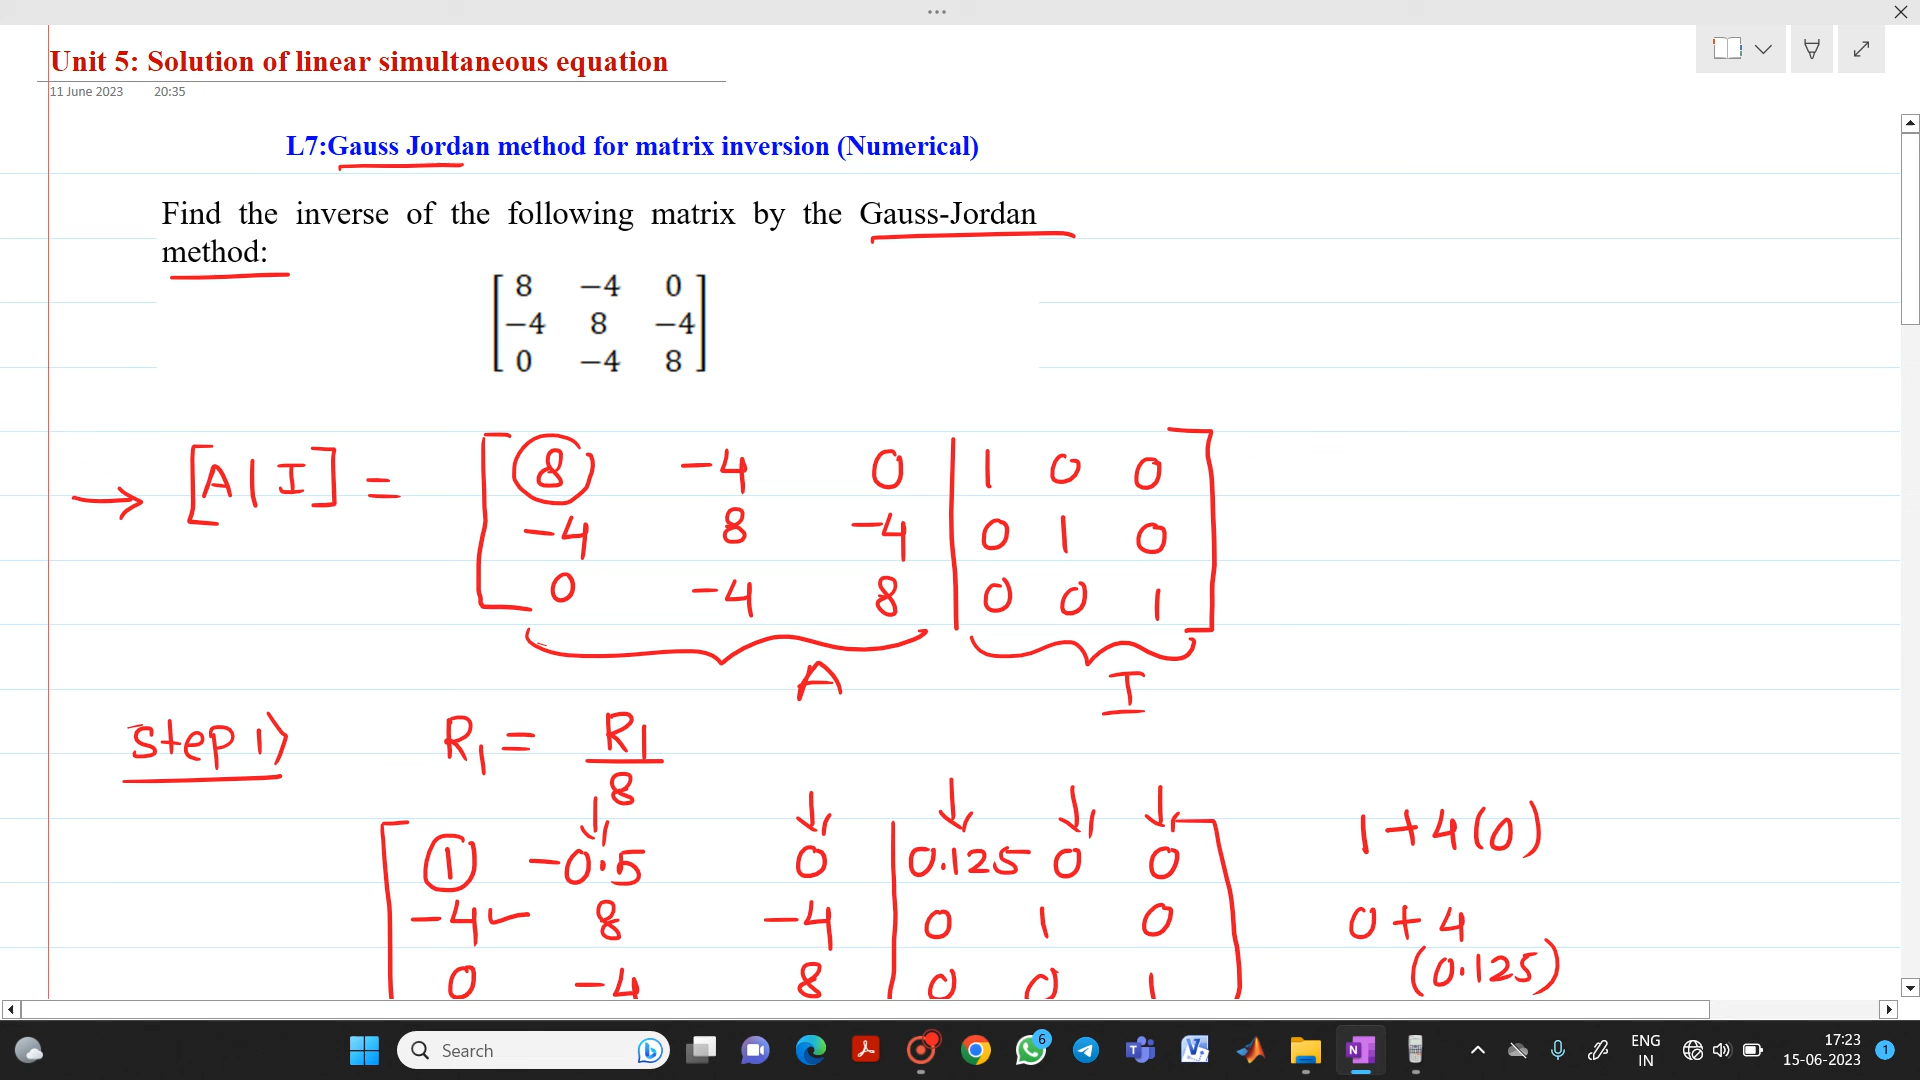 Unit 5: Solution of linear simultaneous equation
11 June 2023 20:35
L7:Gauss Jordan method for matrix inversion (Numerical)
Find the inverse of the following matrix by the Gauss-Jordan
method:
8 −4 0
−4 8 −4
0 −4 8
→ [A | I] = 8 -4 0 | 1 0 0
-4 8 -4 | 0 1 0
0 -4 8 | 0 0 1
A I
Step 1) R1 = R1/8
1 -0.5 0 | 0.125 0 0
-4 8 -4 | 0 1 0
0 -4 8 | 0 0 1
1+4(0)
0+4
(0.125)
Search
6
ENG
IN
17:23
15-06-2023
1